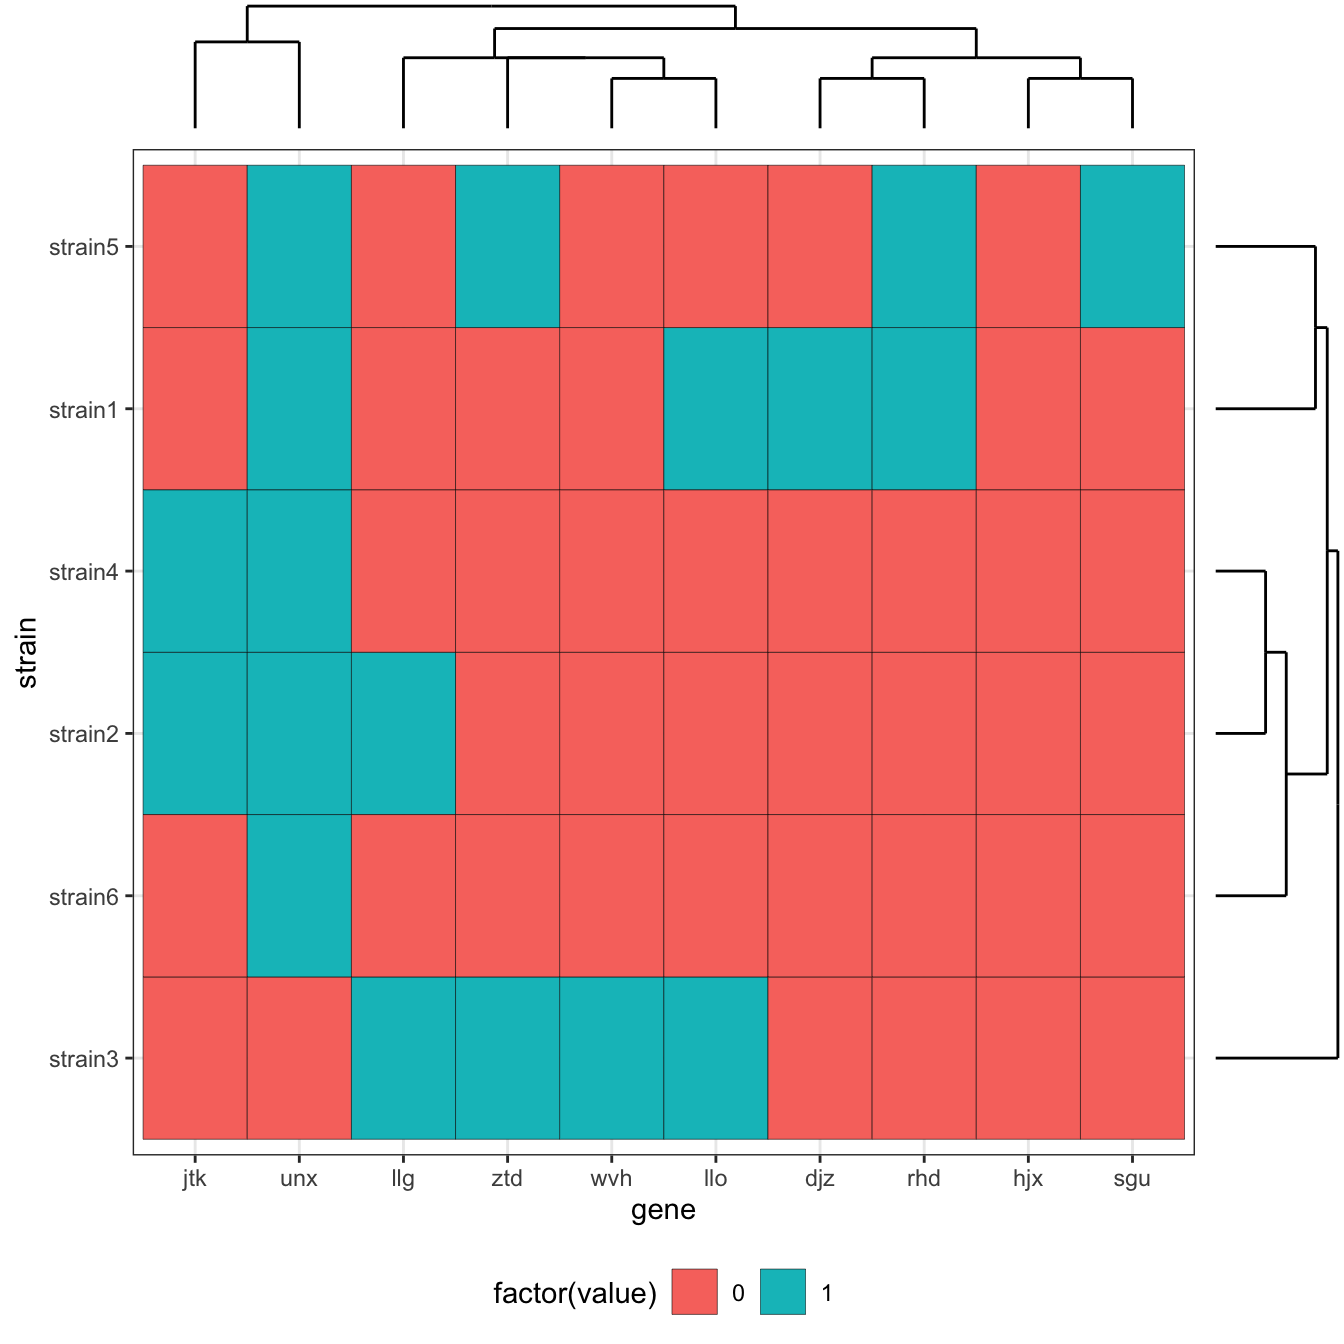 strain5
strain1
strain4
strain2
strain6
strain3
strain
jtk unx llg ztd wvh llo djz rhd hjx sgu
gene
factor(value) 0 1